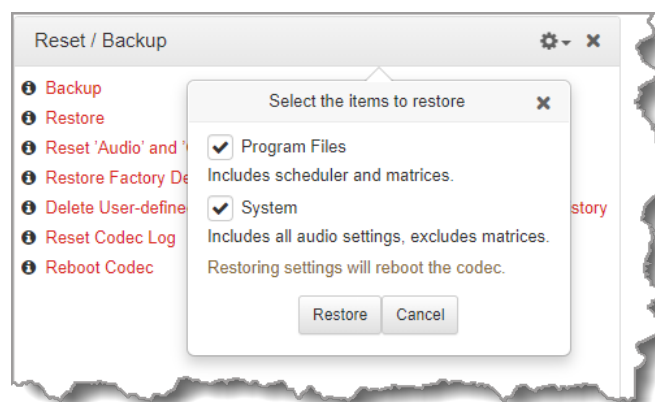 Reset / Backup
Backup
Restore
Select the items to restore
Reset 'Audio' and '
Program Files
Restore Factory De
Includes scheduler and matrices.
Delete User-define
System
story
Reset Codec Log
Includes all audio settings, excludes matrices.
Reboot Codec
Restoring settings will reboot the codec.
Restore
Cancel